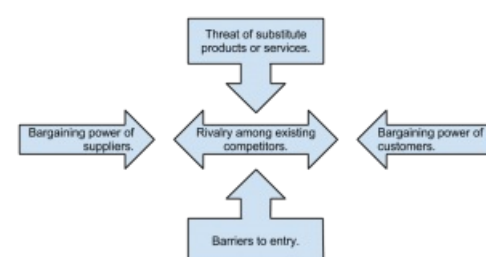 Threat of substitute
products or services.
Bargaining power of
suppliers.
Rivalry among existing
competitors.
Bargaining power of
customers.
Barriers to entry.